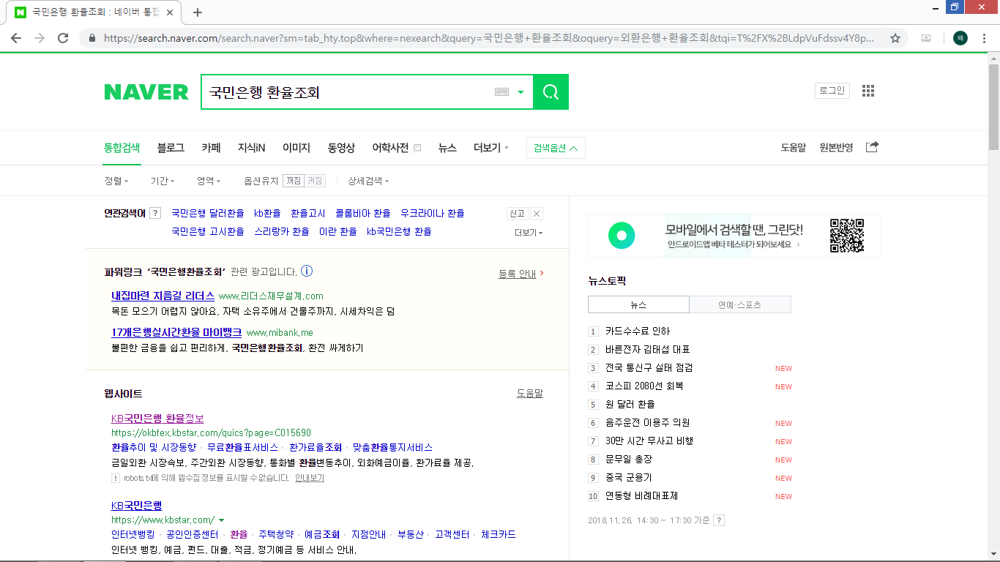 국민은행 환율조회 : 네이버 통합
https://search.naver.com/search.naver?sm=tab_hty.top&where=nexearch&query=국민은행+환율조회&oquery=외환은행+환율조회&tqi=T%2FX%2BLdpVuFdssv4Y8p...
NAVER
국민은행 환율조회
로그인
통합검색 블로그 카페 지식iN 이미지 동영상 어학사전 뉴스 더보기 검색옵션
도움말 원본반영
정렬 기간 영역 옵션유지 꺼짐 켜짐 상세검색
연관검색어 ? 국민은행 달러환율 kb환율 환율고시 콜롬비아 환율 우크라이나 환율 신고
국민은행 고시환율 스리랑카 환율 이란 환율 kb국민은행 환율 더보기
파워링크 '국민은행환율조회' 관련 광고입니다. 등록 안내
내집마련 지름길 리더스 www.리더스재무설계.com
목돈 모으기 어렵지 않아요, 자택 소유주에서 건물주까지, 시세차익은 덤
17개은행실시간환율 마이뱅크 www.mibank.me
불편한 금융을 쉽고 편리하게, 국민은행환율조회, 환전 싸게하기
웹사이트 도움말
KB국민은행 환율정보
https://okbfex.kbstar.com/quics?page=C015690
환율추이 및 시장동향 · 무료환율표서비스 · 환가료율조회 · 맞춤환율통지서비스
금일외환 시장속보, 주간외환 시장동향, 통화별 환율변동추이, 외화예금이율, 환가료율 제공.
! robots.txt에 의해 웹수집 정보를 표시할 수 없습니다. 안내보기
KB국민은행
https://www.kbstar.com/
인터넷뱅킹 · 공인인증센터 · 환율 · 주택청약 · 예금조회 · 지점안내 · 부동산 · 고객센터 · 체크카드
인터넷 뱅킹, 예금, 펀드, 대출, 적금, 정기예금 등 서비스 안내.
모바일에서 검색할 땐, 그린닷!
안드로이드앱 베타 테스터가 되어보세요 >
뉴스토픽
뉴스 연예·스포츠
1 카드수수료 인하
2 바른전자 김태섭 대표
3 전국 통신구 실태 점검 NEW
4 코스피 2080선 회복 NEW
5 원 달러 환율
6 음주운전 이용주 의원 NEW
7 30만 시간 무사고 비행 NEW
8 문무일 총장 NEW
9 중국 군용기 NEW
10 연동형 비례대표제 NEW
2018.11.26. 14:30 ~ 17:30 기준 ?